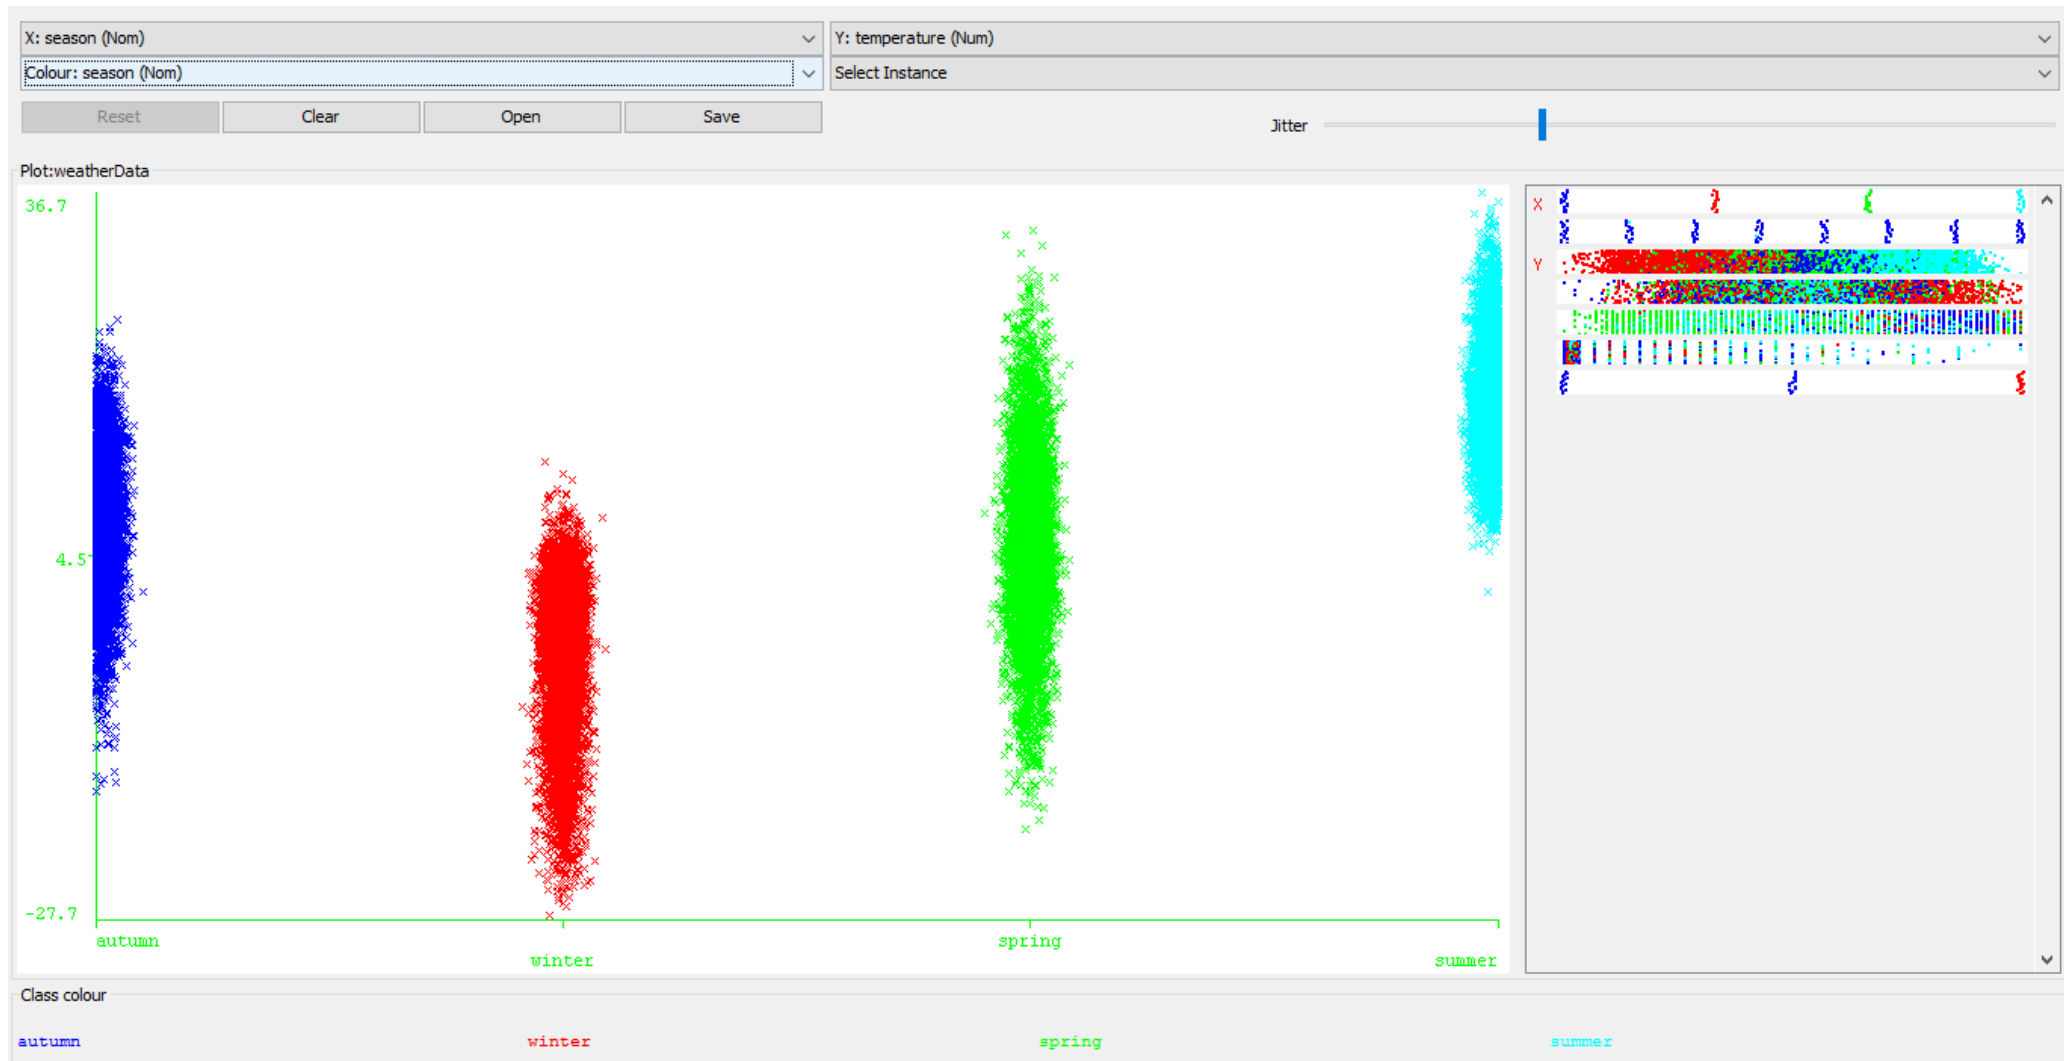 X: season (Nom)
Y: temperature (Num)
Colour: season (Nom)
Select Instance
Reset
Clear
Open
Save
Jitter
Plot:weatherData
36.7
4.5
-27.7
autumn
winter
spring
summer
X
Y
Class colour
autumn
winter
spring
summer